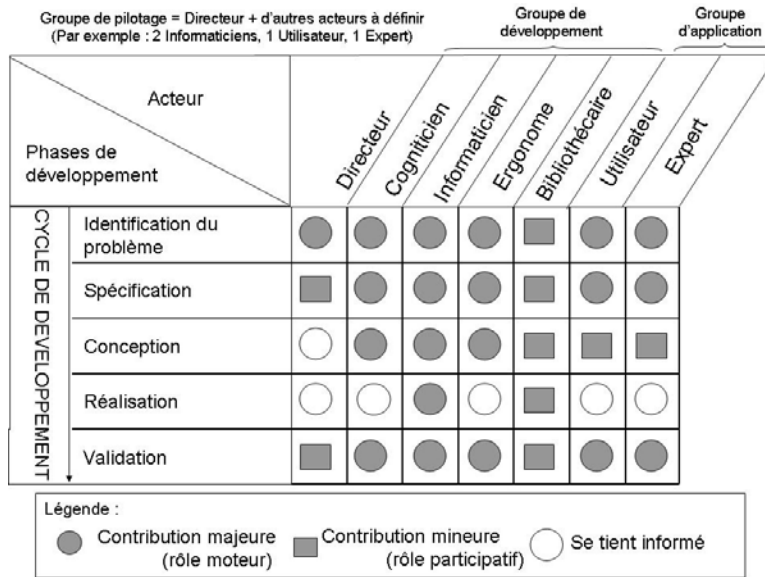 Groupe de pilotage = Directeur + d'autres acteurs à définir
(Par exemple : 2 Informaticiens, 1 Utilisateur, 1 Expert)
Groupe de
développement
Groupe
d'application
Acteur
Phases de
développement
Directeur
Cogniticien
Informaticien
Ergonome
Bibliothécaire
Utilisateur
Expert
CYCLE DE DEVELOPPEMENT
Identification du
problème
Spécification
Conception
Réalisation
Validation
Légende :
Contribution majeure
(rôle moteur)
Contribution mineure
(rôle participatif)
Se tient informé